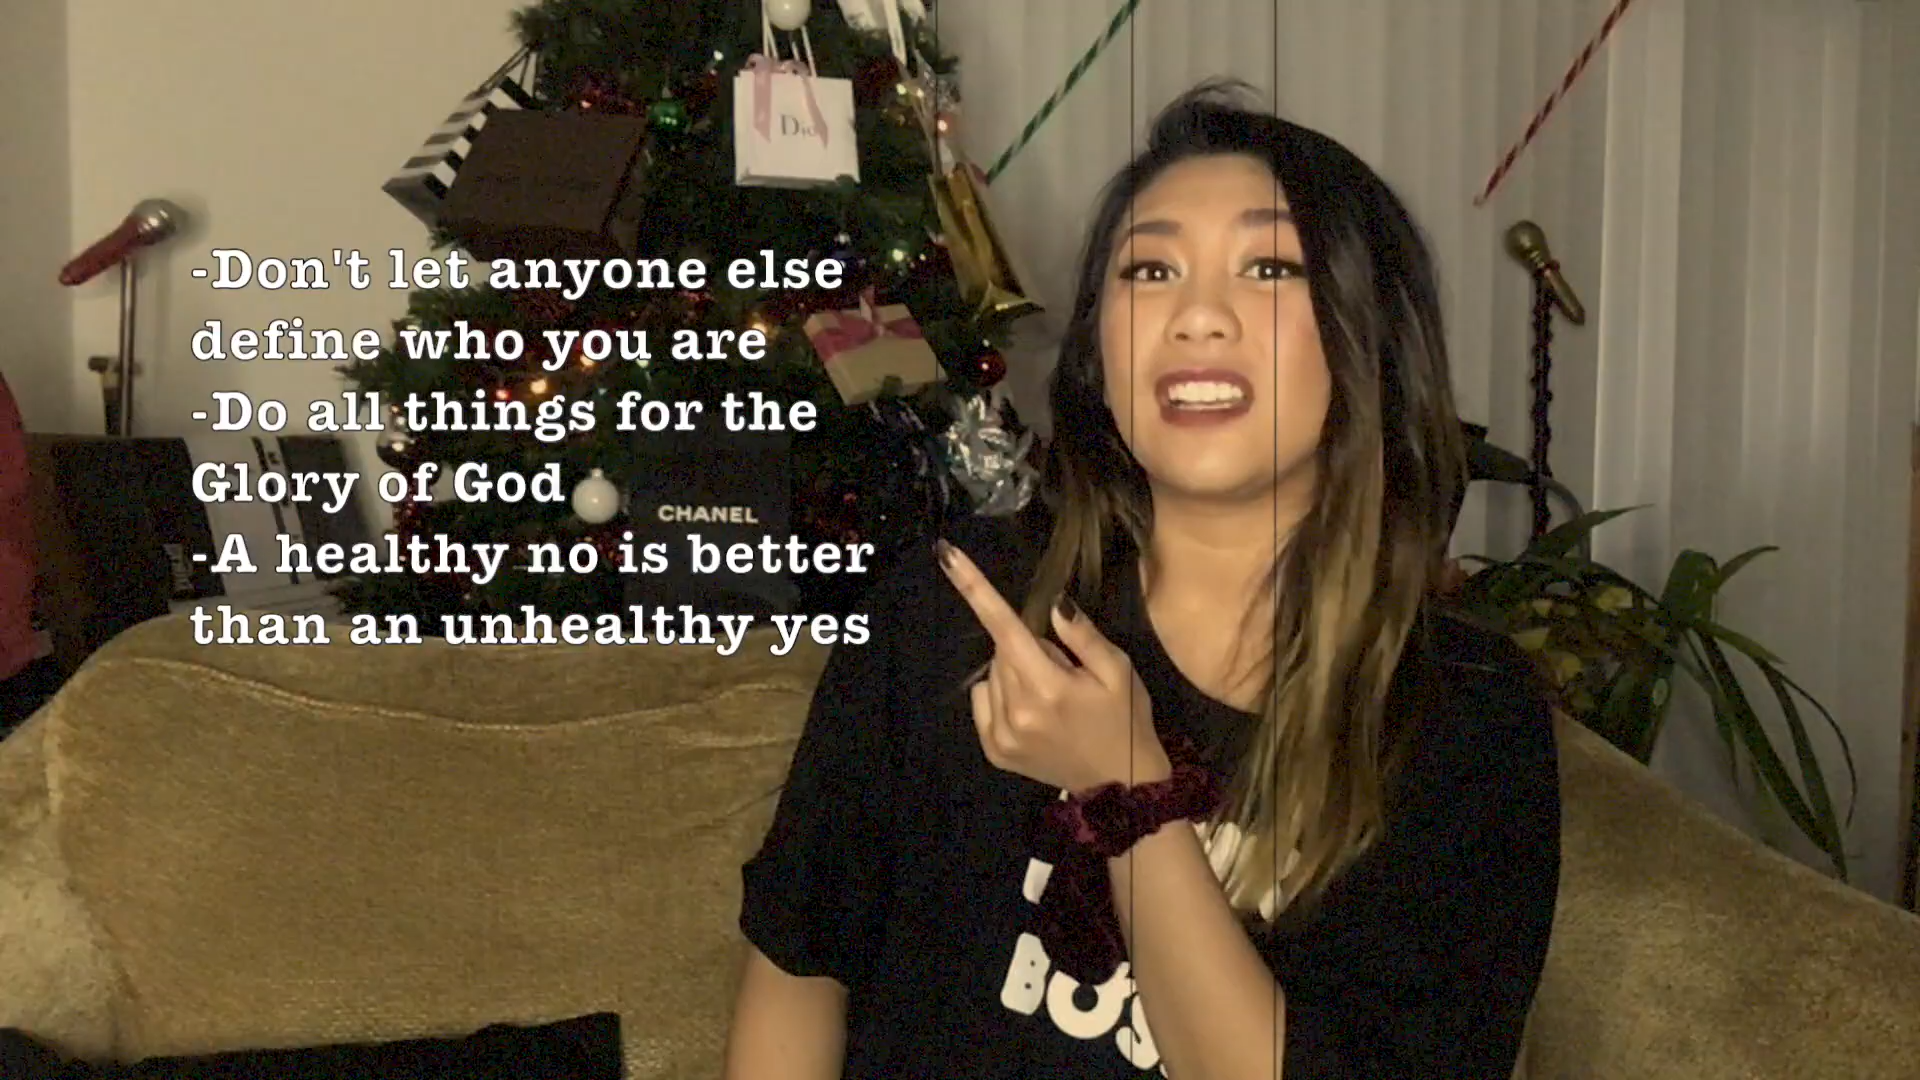 Dio
-Don't let anyone else
define who you are
-Do all things for the
Glory of God
CHANEL
-A healthy no is better
than an unhealthy yes